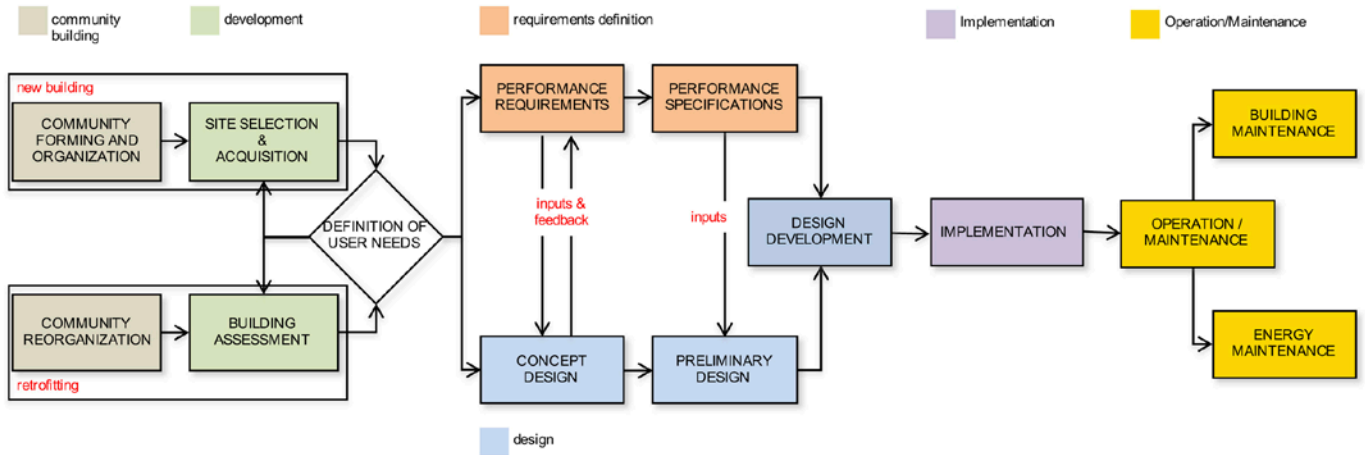 community
building
development
requirements definition
Implementation
Operation/Maintenance
new building
COMMUNITY
FORMING AND
ORGANIZATION
SITE SELECTION
&
ACQUISITION
DEFINITION OF
USER NEEDS
COMMUNITY
REORGANIZATION
BUILDING
ASSESSMENT
retrofitting
PERFORMANCE
REQUIREMENTS
PERFORMANCE
SPECIFICATIONS
inputs &
feedback
inputs
CONCEPT
DESIGN
PRELIMINARY
DESIGN
DESIGN
DEVELOPMENT
IMPLEMENTATION
OPERATION /
MAINTENANCE
BUILDING
MAINTENANCE
ENERGY
MAINTENANCE
design